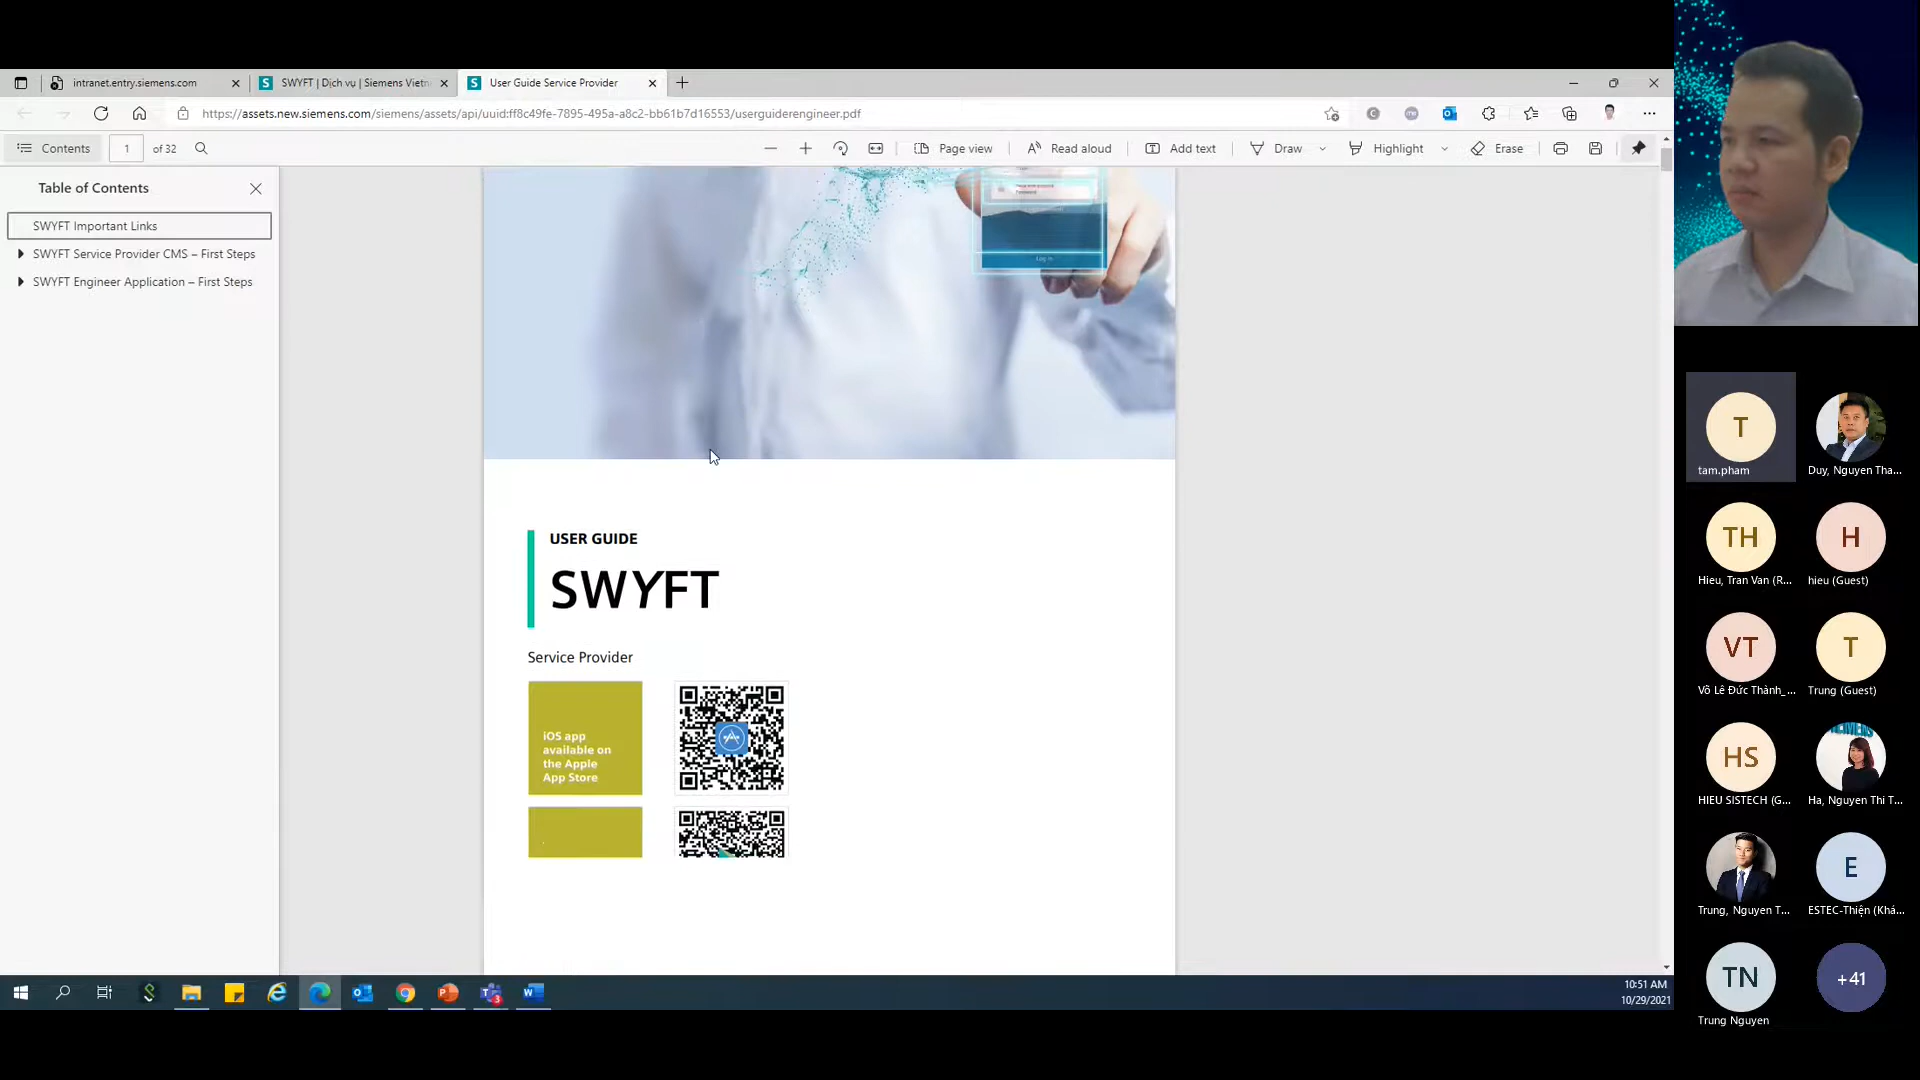 intranet.entry.siemens.com
SWYFT | Dịch vụ | Siemens Vietn
User Guide Service Provider
https://assets.new.siemens.com/siemens/assets/api/uuid:ff8c49fe-7895-495a-a8c2-bb61b7d16553/userguiderengineer.pdf
Contents
1 of 32
Page view
Read aloud
Add text
Draw
Highlight
Erase
Table of Contents
SWYFT Important Links
SWYFT Service Provider CMS – First Steps
SWYFT Engineer Application – First Steps
Log in
USER GUIDE
SWYFT
Service Provider
iOS app
available on
the Apple
App Store
T
tam.pham
Duy, Nguyen Tha...
TH
Hieu, Tran Van (R...
H
hieu (Guest)
VT
Võ Lê Đức Thành_...
T
Trung (Guest)
HS
HIEU SISTECH (G...
Ha, Nguyen Thi T...
Trung, Nguyen T...
E
ESTEC-Thiện (Khá...
TN
Trung Nguyen
+41
10:51 AM
10/29/2021